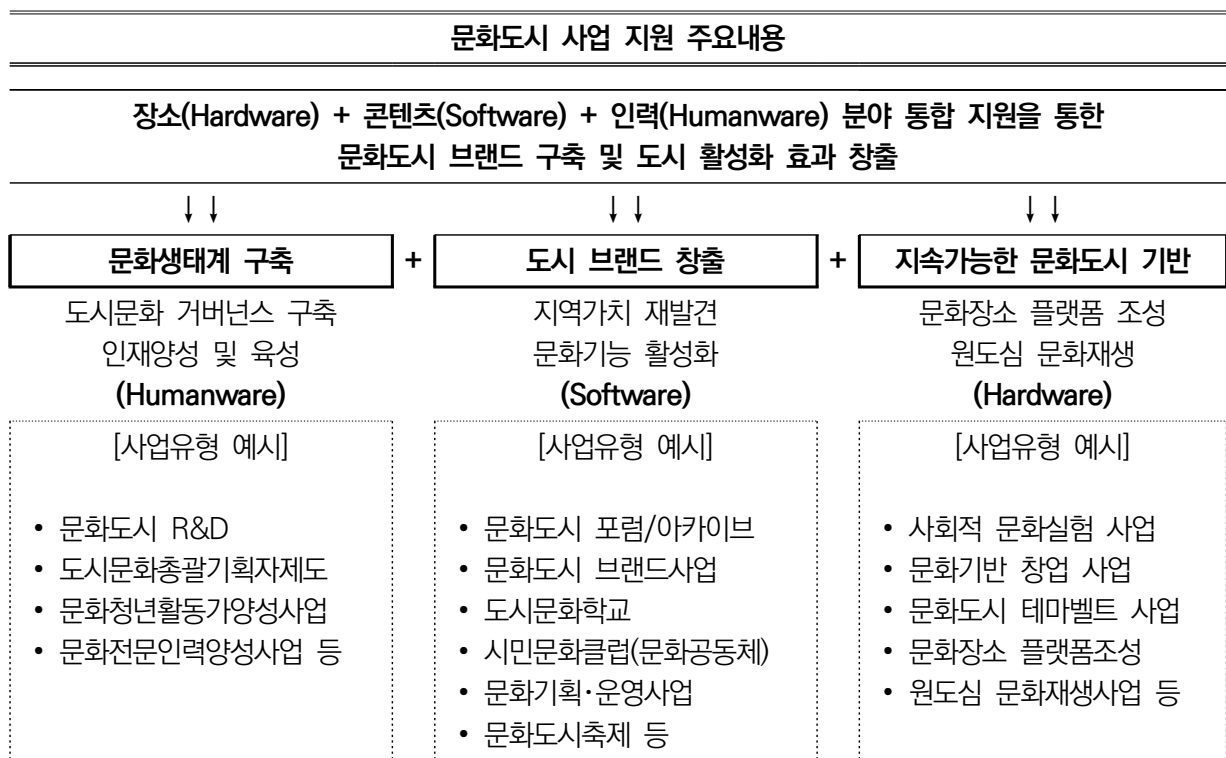 문화도시 사업 지원 주요내용
장소(Hardware) + 콘텐츠(Software) + 인력(Humanware) 분야 통합 지원을 통한
문화도시 브랜드 구축 및 도시 활성화 효과 창출
↓↓
↓↓
↓↓
문화생태계 구축
+
도시 브랜드 창출
+
지속가능한 문화도시 기반
도시문화 거버넌스 구축
인재양성 및 육성
(Humanware)
지역가치 재발견
문화기능 활성화
(Software)
문화장소 플랫폼 조성
원도심 문화재생
(Hardware)
[사업유형 예시]
• 문화도시 R&D
• 도시문화총괄기획자제도
• 문화청년활동가양성사업
• 문화전문인력양성사업 등
[사업유형 예시]
• 문화도시 포럼/아카이브
• 문화도시 브랜드사업
• 도시문화학교
• 시민문화클럽(문화공동체)
• 문화기획·운영사업
• 문화도시축제 등
[사업유형 예시]
• 사회적 문화실험 사업
• 문화기반 창업 사업
• 문화도시 테마벨트 사업
• 문화장소 플랫폼조성
• 원도심 문화재생사업 등